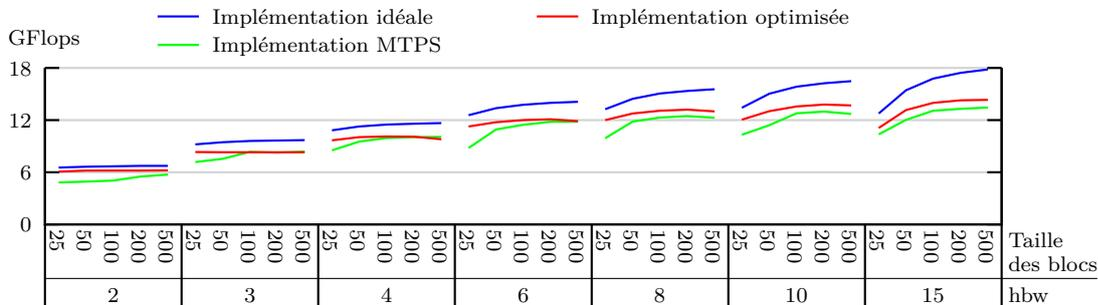 Implémentation idéale
Implémentation optimisée
GFlops
Implémentation MTPS
18
12
6
0
25 50 100 200 500 25 50 100 200 500 25 50 100 200 500 25 50 100 200 500 25 50 100 200 500 25 50 100 200 500 25 50 100 200 500
Taille
des blocs
2 3 4 6 8 10 15 hbw